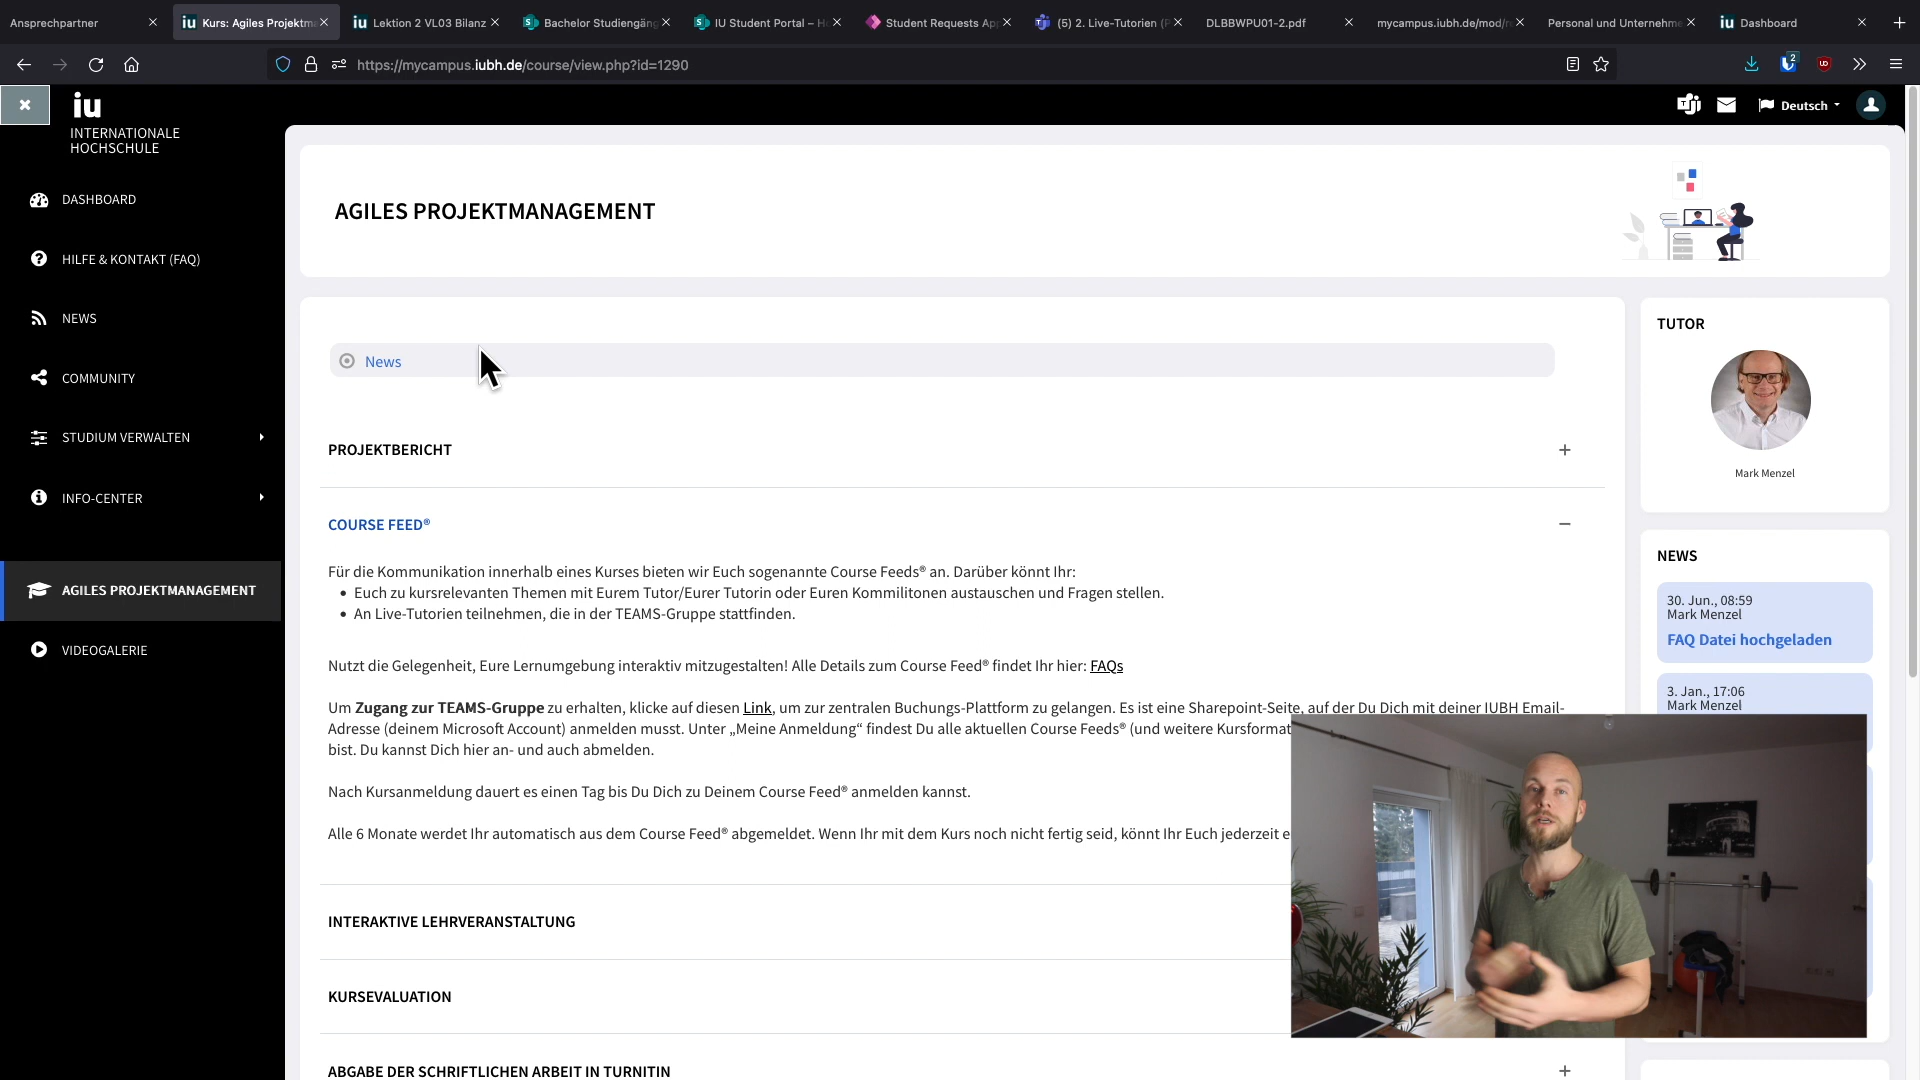 Ansprechpartner
Kurs: Agiles Projektma
Lektion 2 VL03 Bilanz
Bachelor Studiengäng
IU Student Portal – H
Student Requests App
(5) 2. Live-Tutorien (P
DLBBWPU01-2.pdf
mycampus.iubh.de/mod/r
Personal und Unternehme
Dashboard
https://mycampus.iubh.de/course/view.php?id=1290
2
iu
INTERNATIONALE
HOCHSCHULE
Deutsch
DASHBOARD
HILFE & KONTAKT (FAQ)
NEWS
COMMUNITY
STUDIUM VERWALTEN
INFO-CENTER
AGILES PROJEKTMANAGEMENT
VIDEOGALERIE
AGILES PROJEKTMANAGEMENT
News
PROJEKTBERICHT
COURSE FEED®
Für die Kommunikation innerhalb eines Kurses bieten wir Euch sogenannte Course Feeds® an. Darüber könnt Ihr:
• Euch zu kursrelevanten Themen mit Eurem Tutor/Eurer Tutorin oder Euren Kommilitonen austauschen und Fragen stellen.
• An Live-Tutorien teilnehmen, die in der TEAMS-Gruppe stattfinden.
Nutzt die Gelegenheit, Eure Lernumgebung interaktiv mitzugestalten! Alle Details zum Course Feed® findet Ihr hier: FAQs
Um Zugang zur TEAMS-Gruppe zu erhalten, klicke auf diesen Link, um zur zentralen Buchungs-Plattform zu gelangen. Es ist eine Sharepoint-Seite, auf der Du Dich mit deiner IUBH Email-
Adresse (deinem Microsoft Account) anmelden musst. Unter „Meine Anmeldung" findest Du alle aktuellen Course Feeds® (und weitere Kursformat
bist. Du kannst Dich hier an- und auch abmelden.
Nach Kursanmeldung dauert es einen Tag bis Du Dich zu Deinem Course Feed® anmelden kannst.
Alle 6 Monate werdet Ihr automatisch aus dem Course Feed® abgemeldet. Wenn Ihr mit dem Kurs noch nicht fertig seid, könnt Ihr Euch jederzeit e
INTERAKTIVE LEHRVERANSTALTUNG
KURSEVALUATION
ABGABE DER SCHRIFTLICHEN ARBEIT IN TURNITIN
TUTOR
Mark Menzel
NEWS
30. Jun., 08:59
Mark Menzel
FAQ Datei hochgeladen
3. Jan., 17:06
Mark Menzel